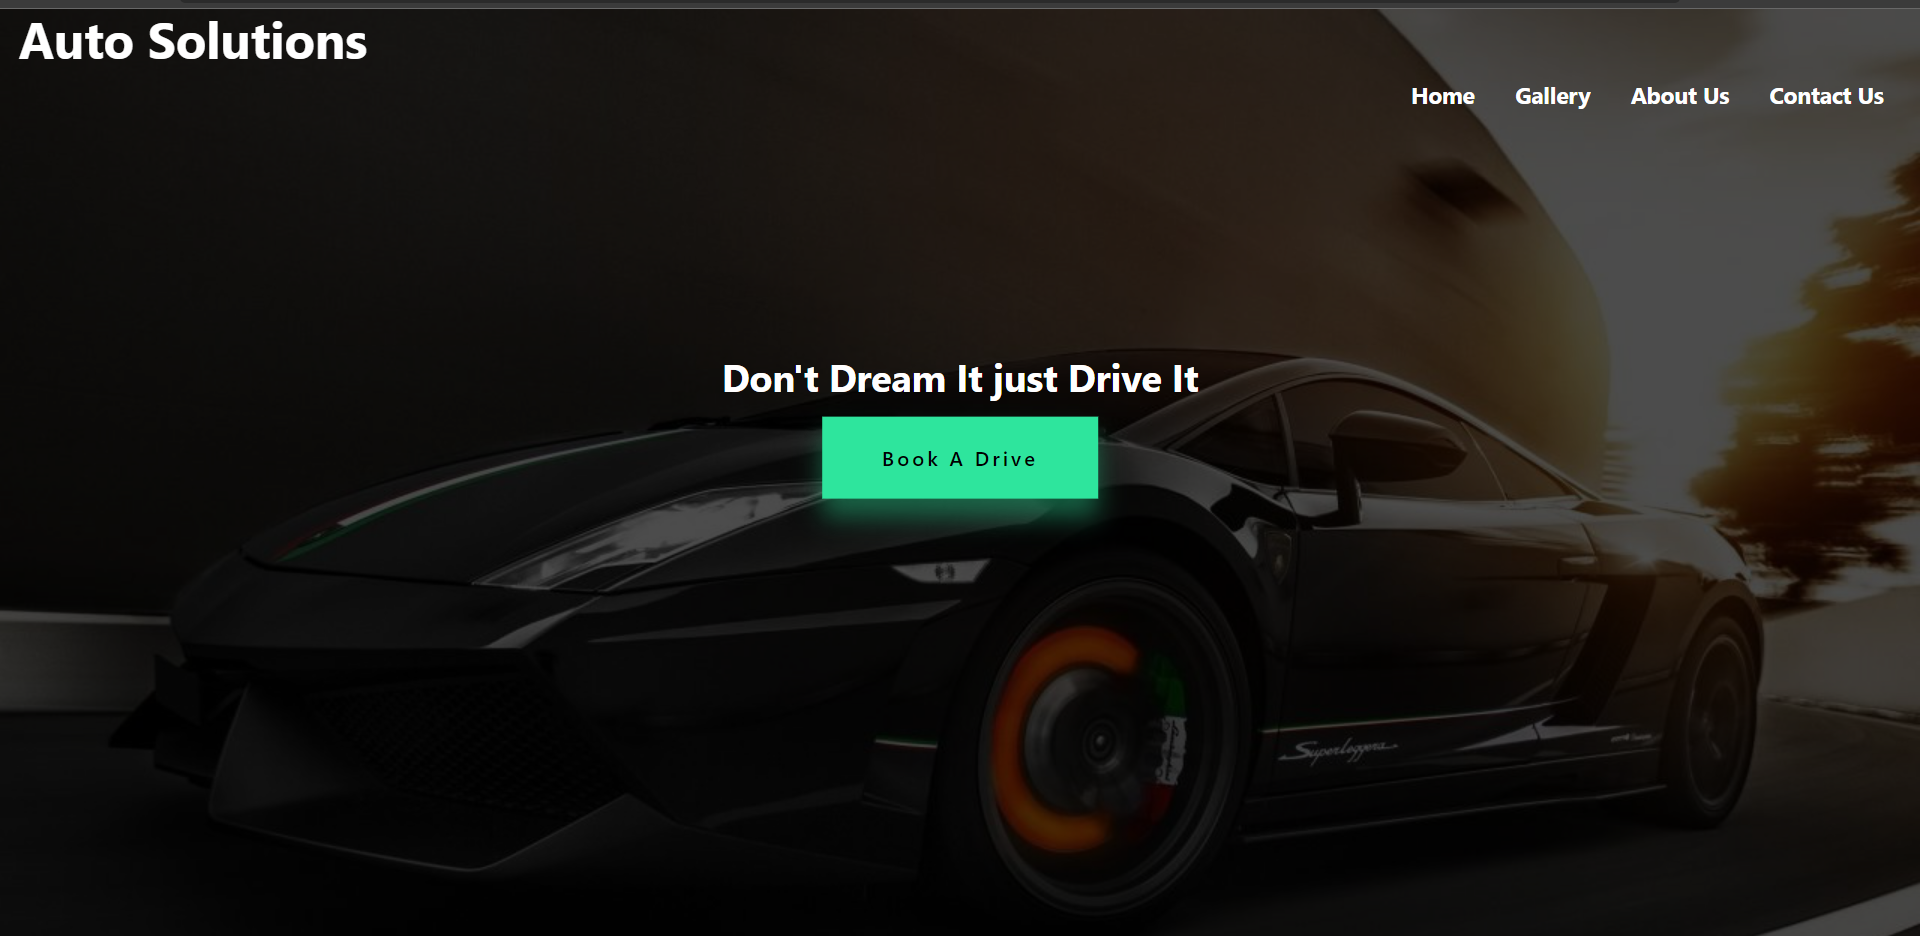 Auto Solutions
Home Gallery About Us Contact Us
Don't Dream It just Drive It
Book A Drive
Superleggera